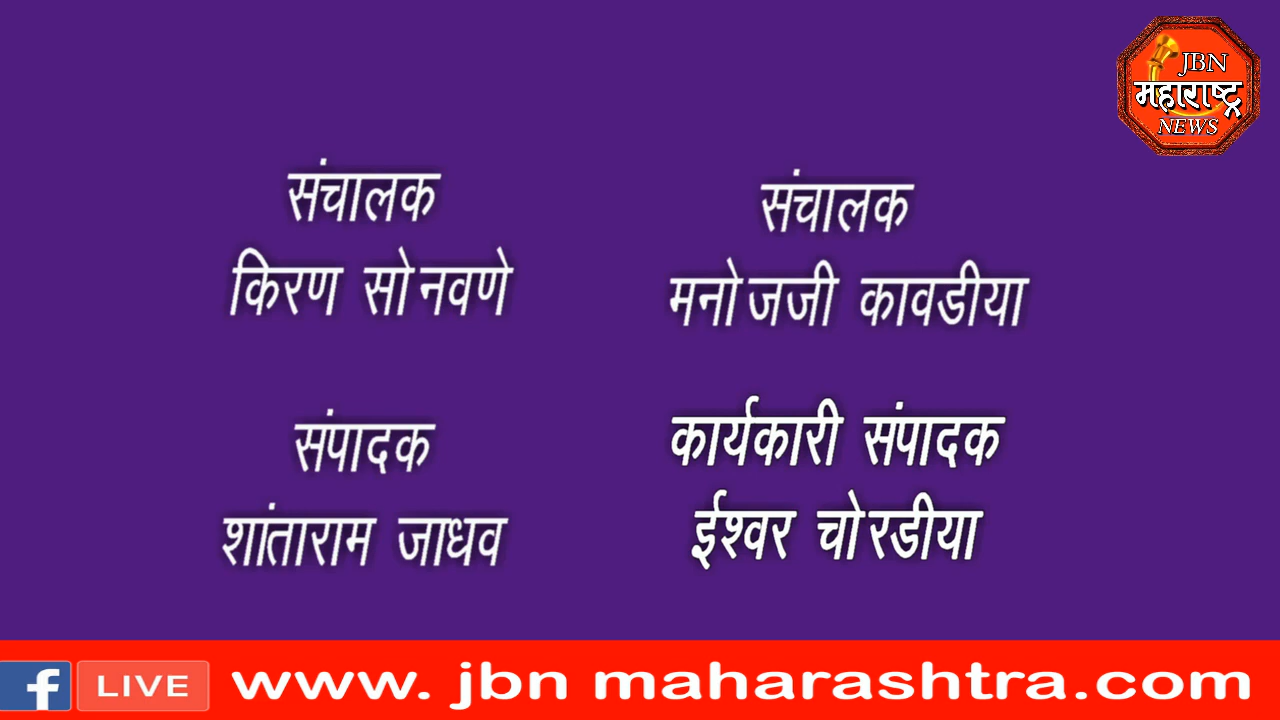 JBN
महाराष्ट्र
NEWS
संचालक
किरण सोनवणे
संचालक
मनोजजी कावडीया
संपादक
शांताराम जाधव
कार्यकारी संपादक
ईश्वर चोरडीया
f LIVE www. jbn maharashtra.com